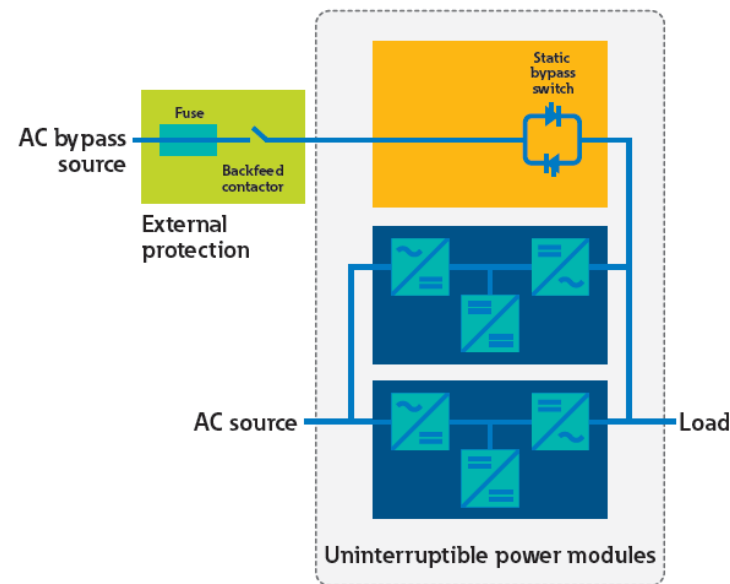 Static
bypass
switch
Fuse
AC bypass
source
Backfeed
contactor
External
protection
AC source
Load
Uninterruptible power modules